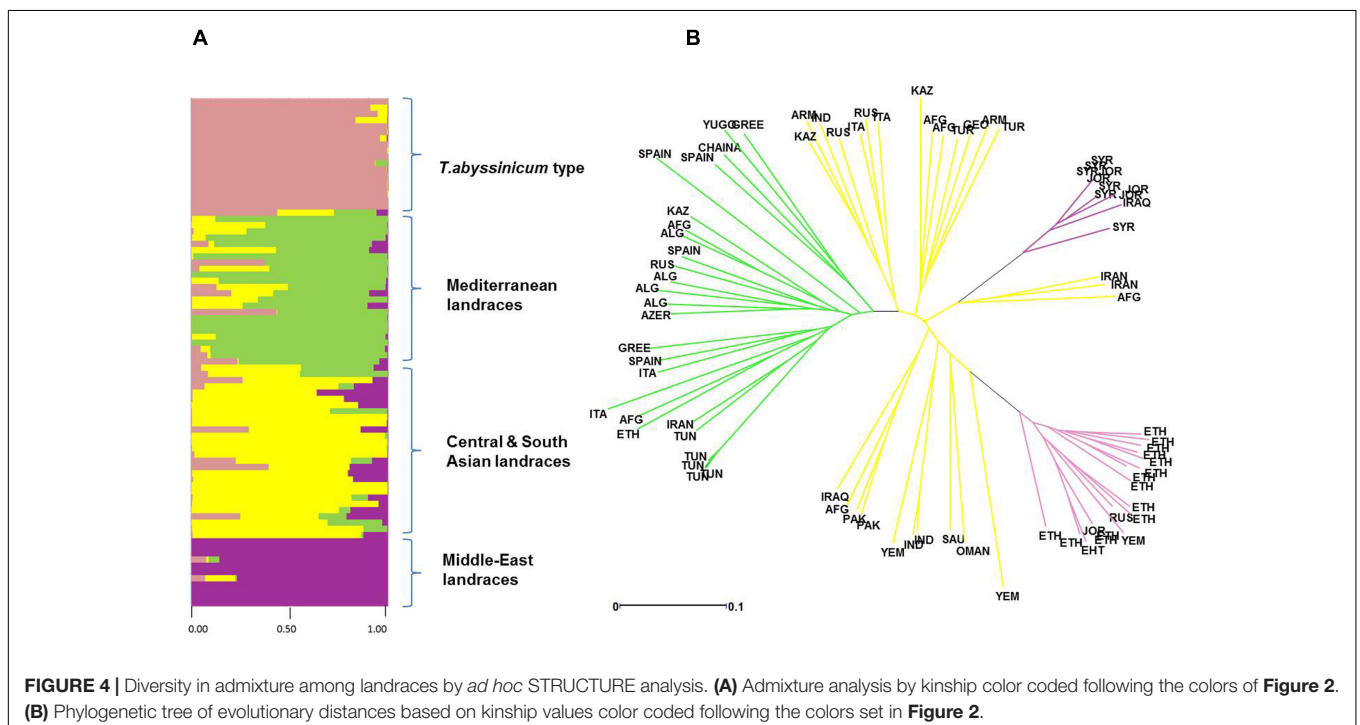 A
B
T.abyssinicum type
Mediterranean
landraces
Central & South
Asian landraces
Middle-East
landraces
0.00 0.50 1.00
KAZ
ARM
IND
KAZ
RUS
RUS
ITA
ITA
AFG
AFG
TUR
GEO
ARM
TUR
YUGO
GREE
CHAINA
SPAIN
SPAIN
KAZ
AFG
ALG
SPAIN
RUS
ALG
ALG
ALG
AZER
GREE
SPAIN
ITA
ITA
AFG
ETH
IRAN
TUN
TUN
TUN
TUN
TUN
SYR
SYR
SYR
JOR
JOR
SYR
JOR
SYR
JOR
IRAQ
SYR
IRAN
IRAN
AFG
IRAQ
AFG
PAK
PAK
YEM
IND
IND
SAU
OMAN
YEM
ETH
ETH
ETH
ETH
ETH
ETH
ETH
ETH
RUS
ETH
YEM
JOR
ETH
ETH
EHT
ETH
ETH
0 0.1
FIGURE 4 | Diversity in admixture among landraces by ad hoc STRUCTURE analysis. (A) Admixture analysis by kinship color coded following the colors of Figure 2.
(B) Phylogenetic tree of evolutionary distances based on kinship values color coded following the colors set in Figure 2.